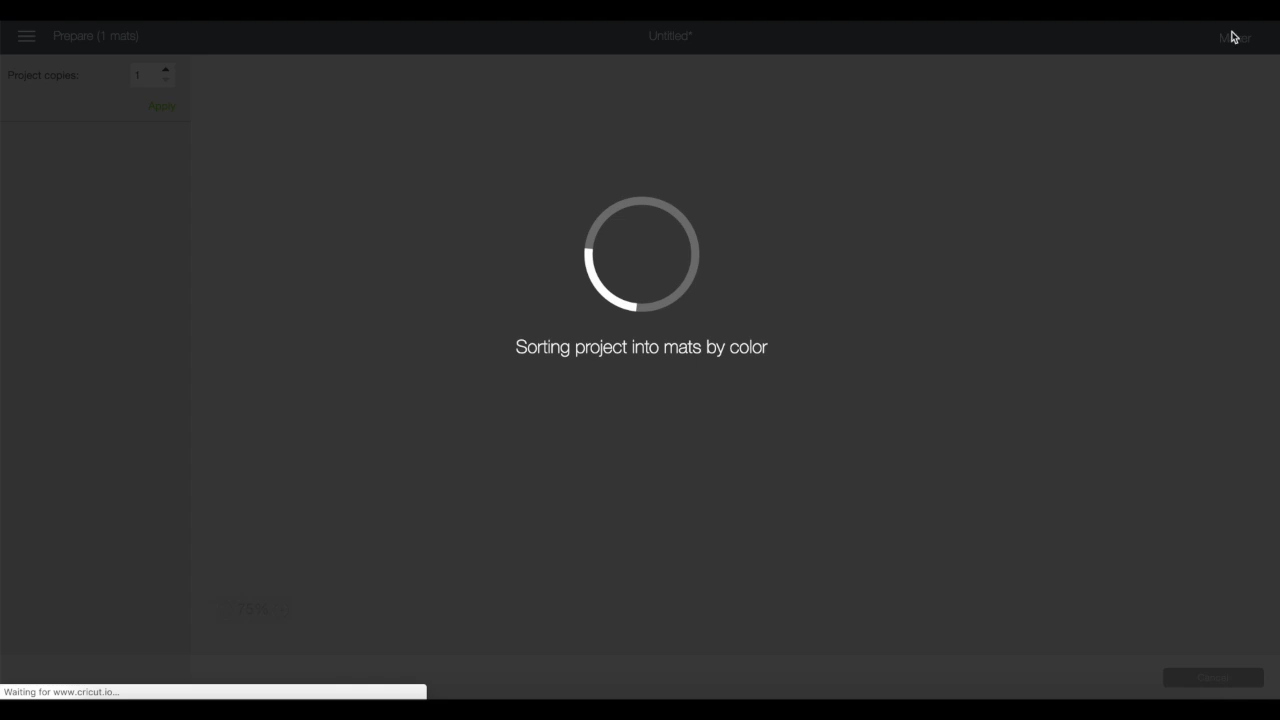 Prepare (1 mats)
Untitled*
Project copies:
1
Apply
Sorting project into mats by color
75%
Cancel
Waiting for www.cricut.io...